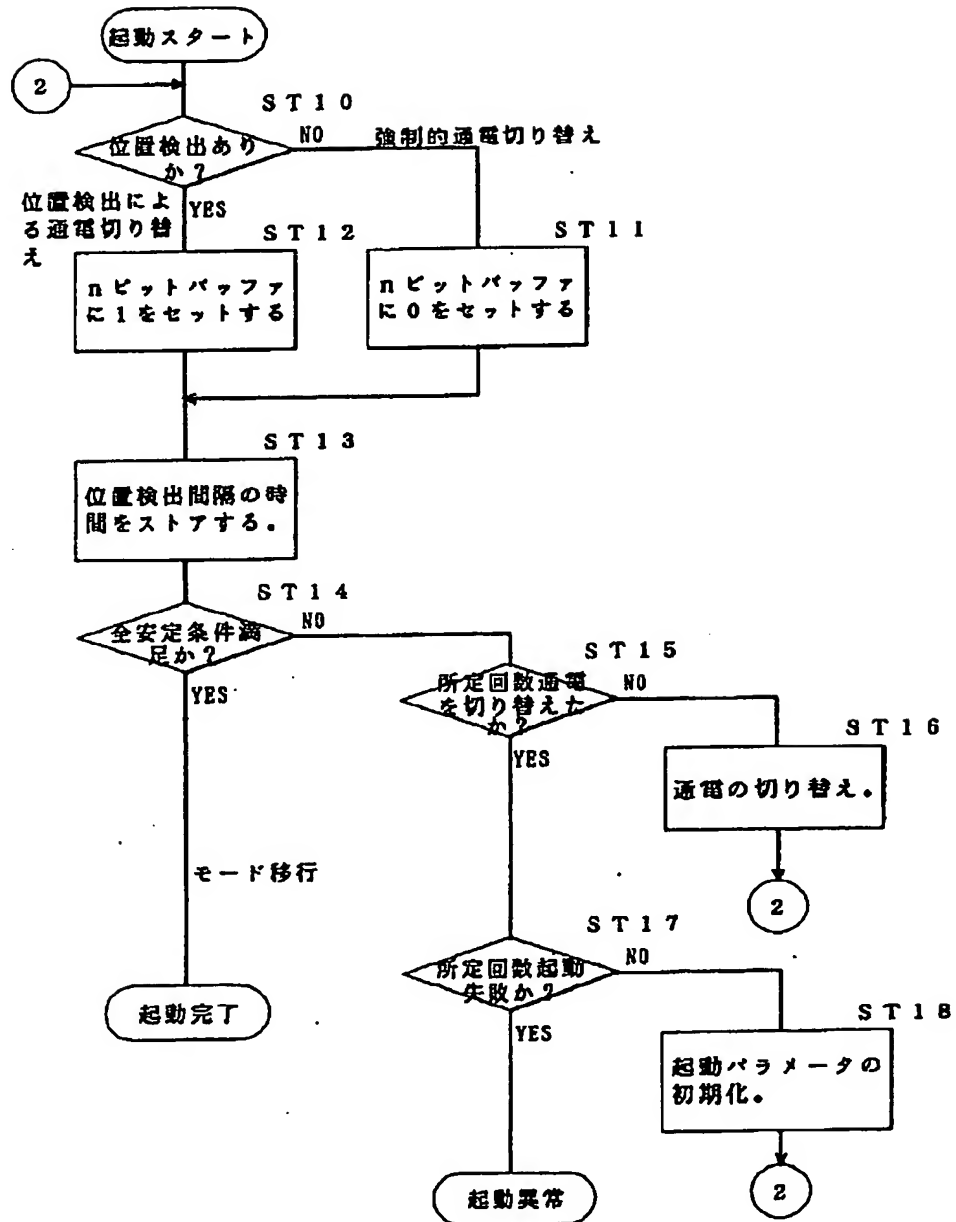 起動スタート
2
ST10
位置検出あり
か?
NO
強制的通電切り替え
位置検出によ
る通電切り替
え
YES
ST12
nビットバッファ
に1をセットする
ST11
nビットバッファ
に0をセットする
ST13
位置検出間隔の時
間をストアする。
ST14
全安定条件満
足か?
NO
YES
ST15
所定回数通電
を切り替えた
か?
NO
YES
ST16
通電の切り替え。
2
モード移行
起動完了
ST17
所定回数起動
失敗か?
NO
YES
ST18
起動パラメータの
初期化。
2
起動異常